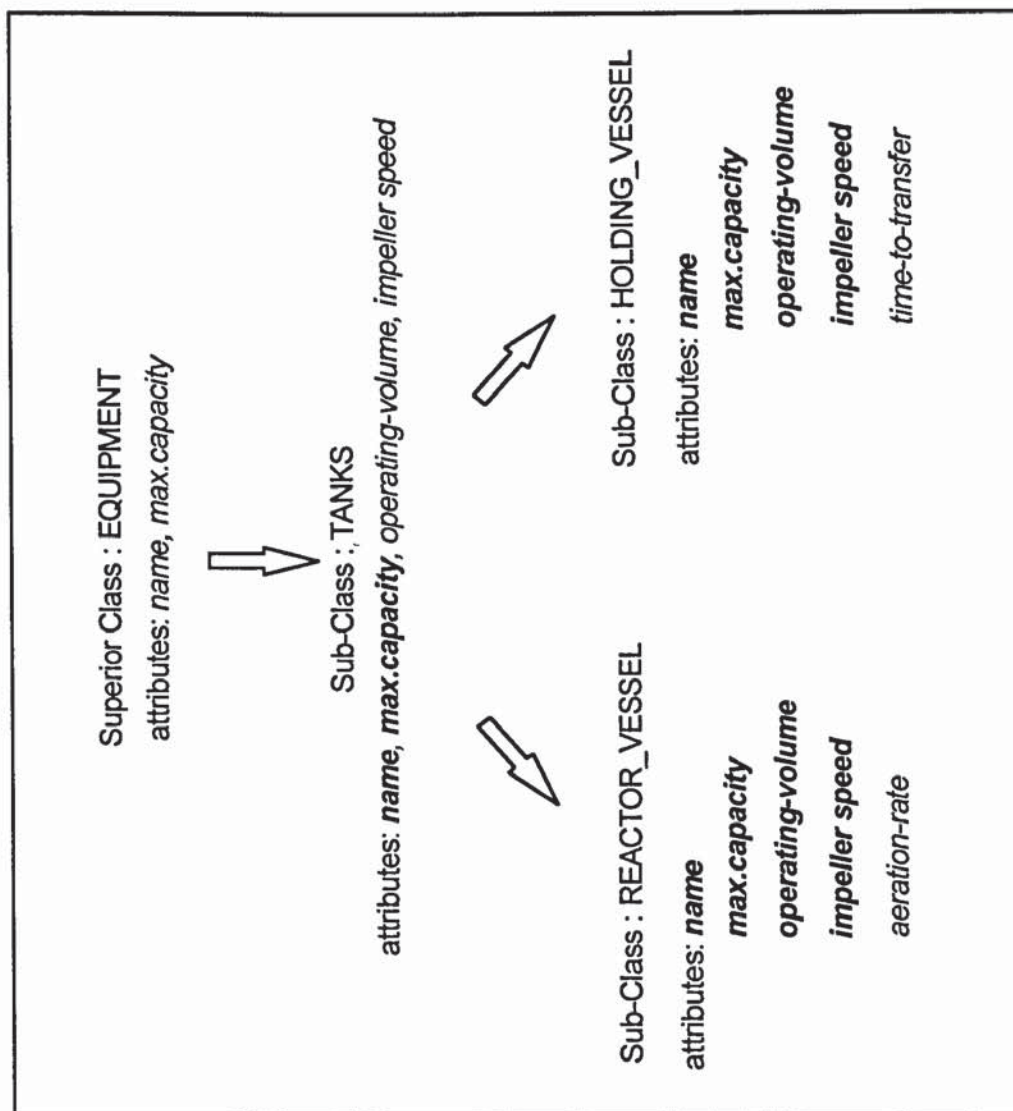 Superior Class : EQUIPMENT
attributes: name, max.capacity
Sub-Class : TANKS
attributes: name, max.capacity, operating-volume, impeller speed
Sub-Class : REACTOR_VESSEL
attributes: name
max.capacity
operating-volume
impeller speed
aeration-rate
Sub-Class : HOLDING_VESSEL
attributes: name
max.capacity
operating-volume
impeller speed
time-to-transfer